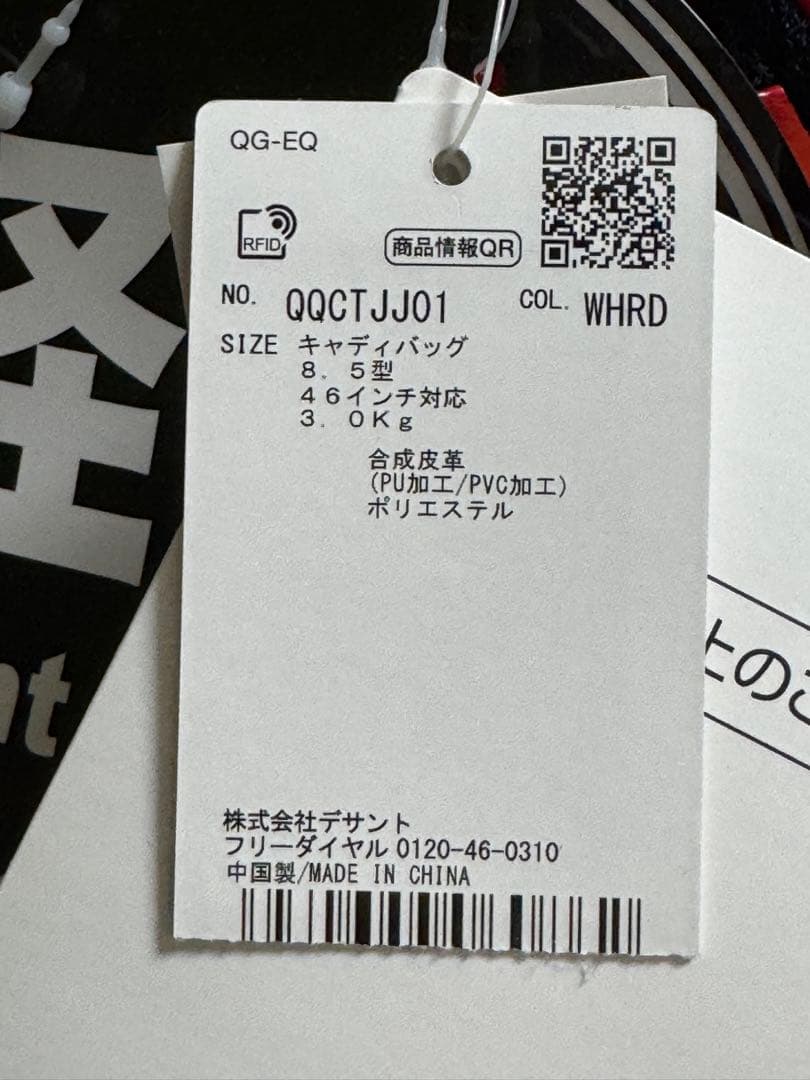 QG-EQ
RFID
商品情報QR
NO. QQCTJJ01 COL. WHRD
SIZE キャディバッグ
８．５型
４６インチ対応
３．０Ｋｇ
合成皮革
(PU加工/PVC加工)
ポリエステル
株式会社デサント
フリーダイヤル 0120-46-0310
中国製/MADE IN CHINA